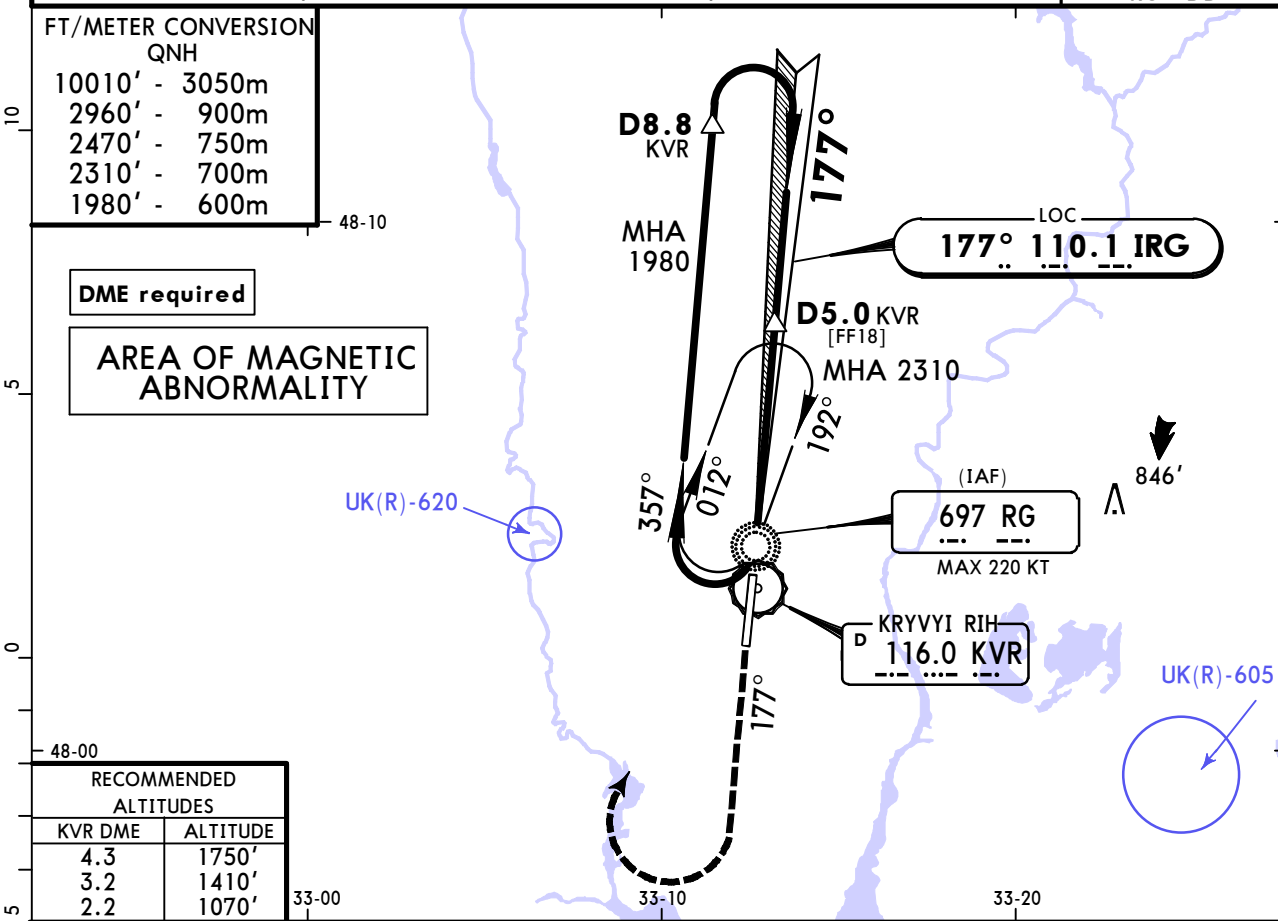 FT/METER CONVERSION
QNH
10010' - 3050m
2960' - 900m
2470' - 750m
2310' - 700m
1980' - 600m
10
48-10
D8.8
KVR
177°
MHA
1980
LOC
177° 110.1 IRG
DME required
AREA OF MAGNETIC
ABNORMALITY
D5.0 KVR
[FF18]
MHA 2310
5
192°
012°
357°
UK(R)-620
(IAF)
697 RG
MAX 220 KT
846'
D
KRYVYI RIH
116.0 KVR
0
177°
UK(R)-605
48-00
RECOMMENDED
ALTITUDES
KVR DME ALTITUDE
4.3 1750'
3.2 1410'
2.2 1070'
5
33-00
33-10
33-20